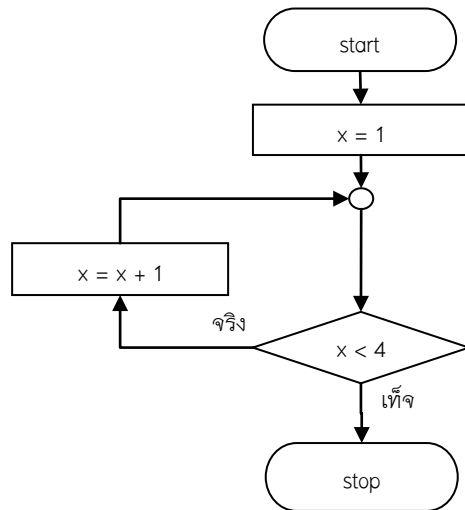 start
x = 1
x = x + 1
จริง
x < 4
เท็จ
stop